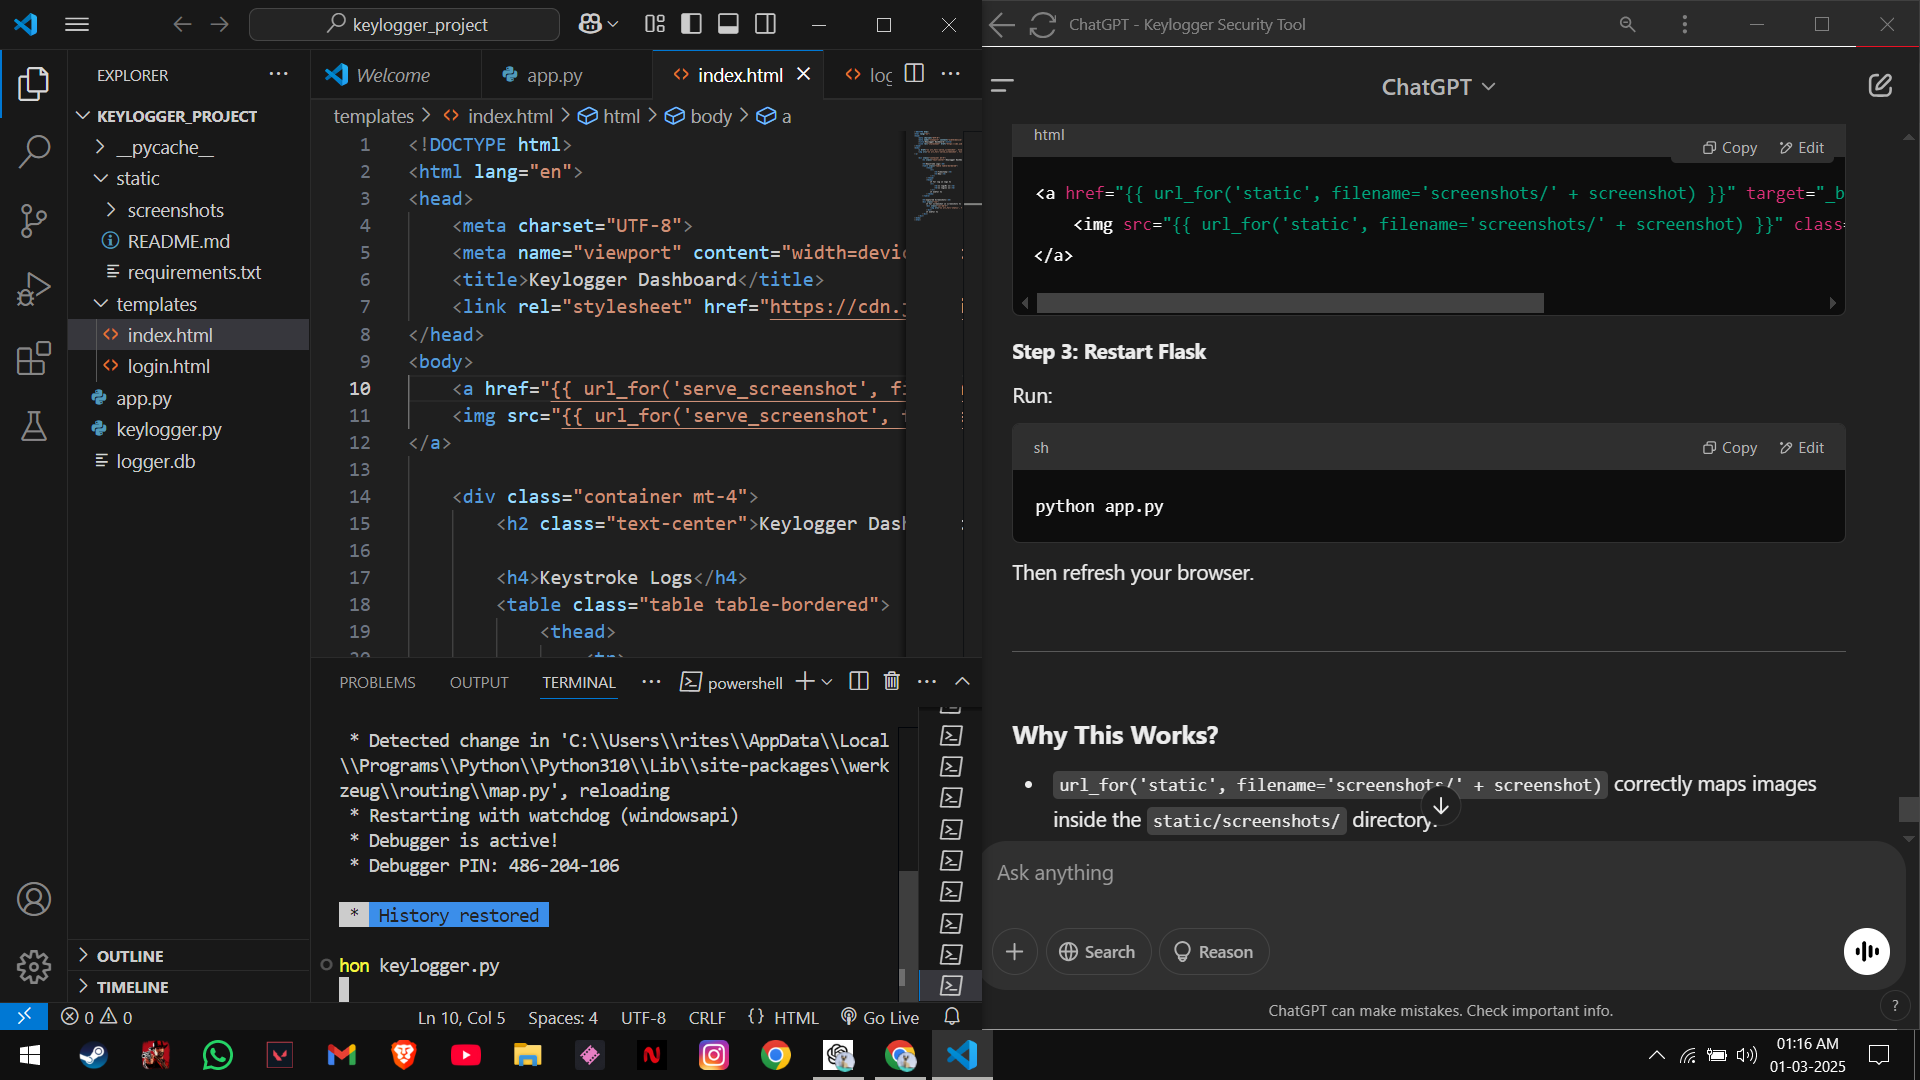 keylogger_project
EXPLORER
KEYLOGGER_PROJECT
__pycache__
static
screenshots
README.md
requirements.txt
templates
index.html
login.html
app.py
keylogger.py
logger.db
OUTLINE
TIMELINE
Welcome
app.py
index.html
templates > index.html > html > body > a
1 <!DOCTYPE html>
2 <html lang="en">
3 <head>
4 <meta charset="UTF-8">
5 <meta name="viewport" content="width=devic
6 <title>Keylogger Dashboard</title>
7 <link rel="stylesheet" href="https://cdn.
8 </head>
9 <body>
10 <a href="{{ url_for('serve_screenshot',
11 <img src="{{ url_for('serve_screenshot',
12 </a>
13
14 <div class="container mt-4">
15 <h2 class="text-center">Keylogger Dash
16
17 <h4>Keystroke Logs</h4>
18 <table class="table table-bordered">
19 <thead>
PROBLEMS OUTPUT TERMINAL powershell
* Detected change in 'C:\\Users\\rites\\AppData\\Local
\\Programs\\Python\\Python310\\Lib\\site-packages\\werk
zeug\\routing\\map.py', reloading
* Restarting with watchdog (windowsapi)
* Debugger is active!
* Debugger PIN: 486-204-106
* History restored
hon keylogger.py
0 0 Ln 10, Col 5 Spaces: 4 UTF-8 CRLF {} HTML Go Live
ChatGPT - Keylogger Security Tool
ChatGPT
html
Copy Edit
<a href="{{ url_for('static', filename='screenshots/' + screenshot) }}" target="_b
<img src="{{ url_for('static', filename='screenshots/' + screenshot) }}" class=
</a>
Step 3: Restart Flask
Run:
sh
Copy Edit
python app.py
Then refresh your browser.
Why This Works?
• url_for('static', filename='screenshots/' + screenshot) correctly maps images
inside the static/screenshots/ directory.
Ask anything
Search Reason
ChatGPT can make mistakes. Check important info.
?
01:16 AM
01-03-2025